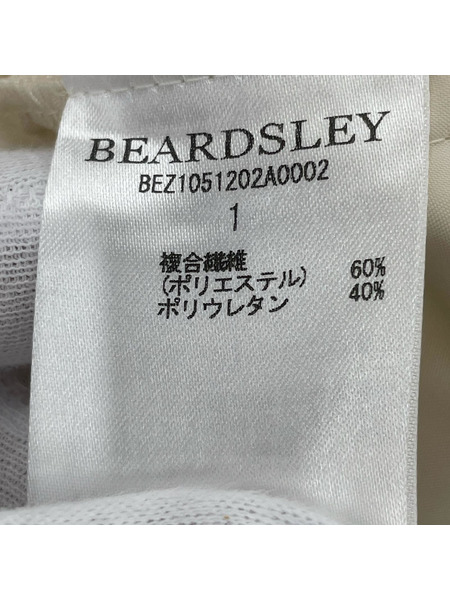 BEARDSLEY
BEZ1051202A0002
1
複合繊維
(ポリエステル) 60%
ポリウレタン 40%